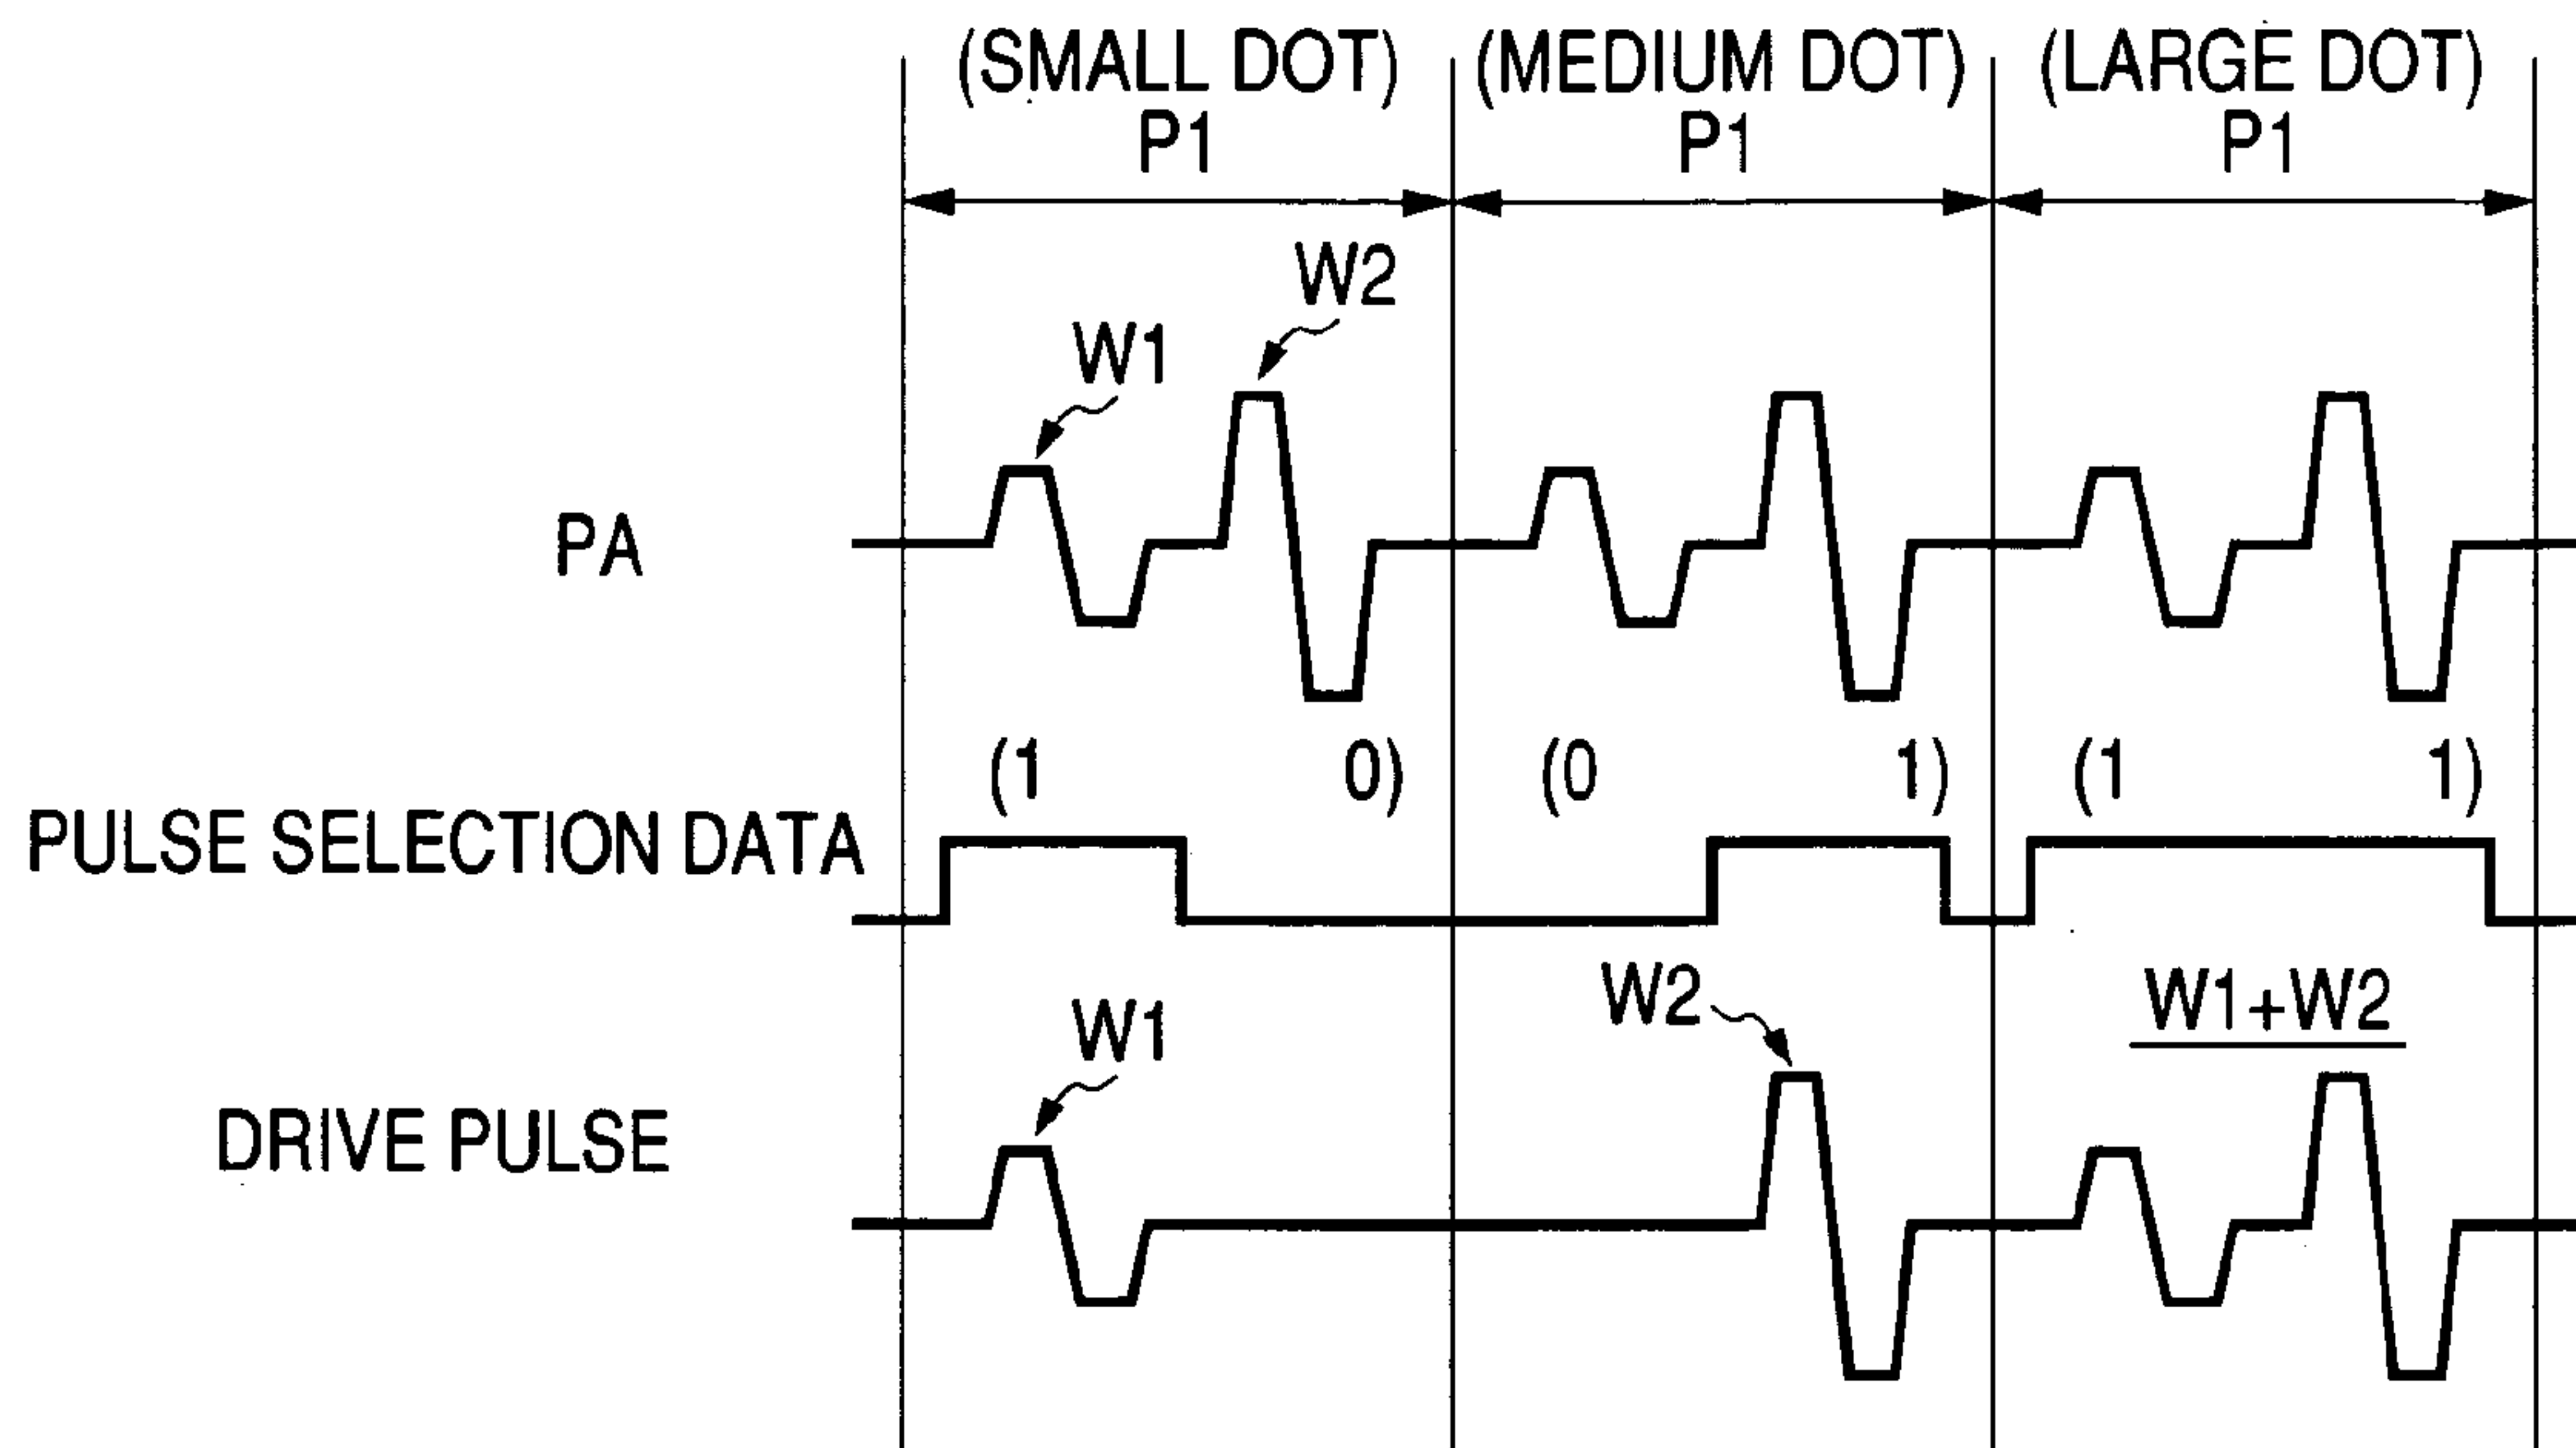 (SMALL DOT) (MEDIUM DOT) (LARGE DOT)
P1 P1 P1
W2
W1
PA
(1 0) (0 1) (1 1)
PULSE SELECTION DATA
W2 W1+W2
W1
DRIVE PULSE